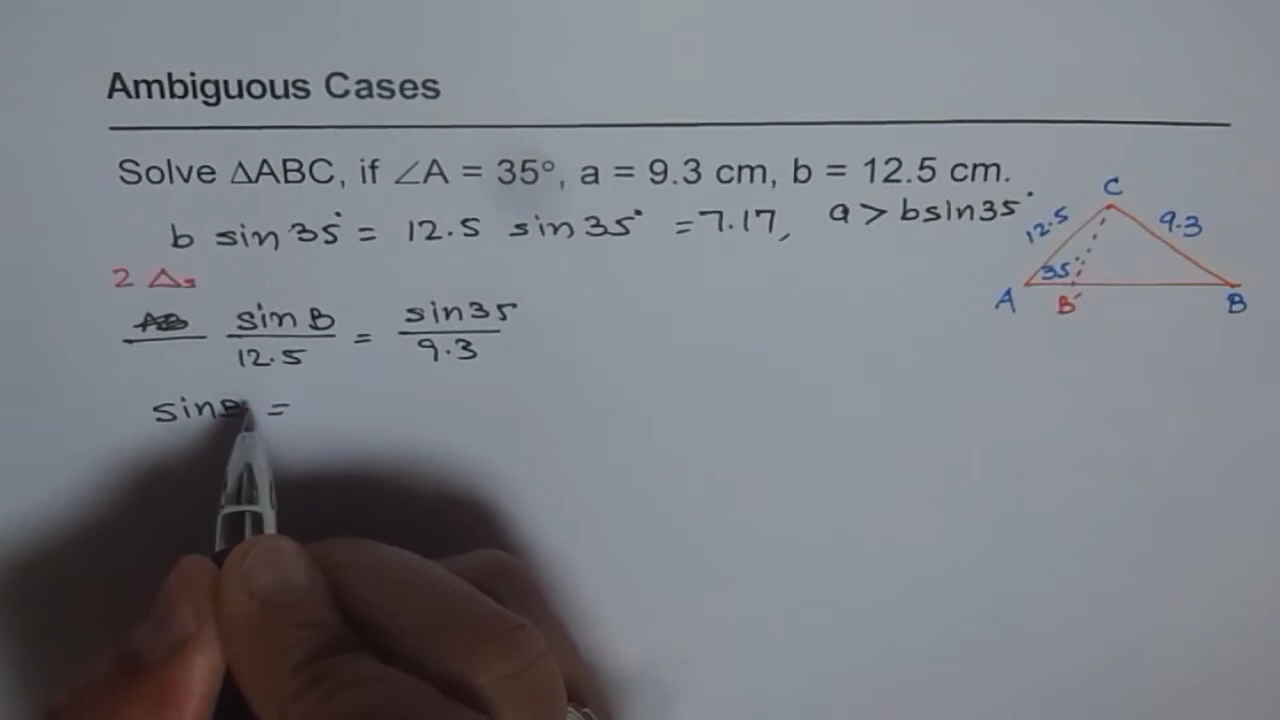 Ambiguous Cases
Solve ΔABC, if ∠A = 35°, a = 9.3 cm, b = 12.5 cm.
b sin 35° = 12.5 sin 35° = 7.17, a > b sin 35°
2 Δs
sin B / 12.5 = sin 35 / 9.3
sin B =
C
12.5 9.3
35°
A B' B